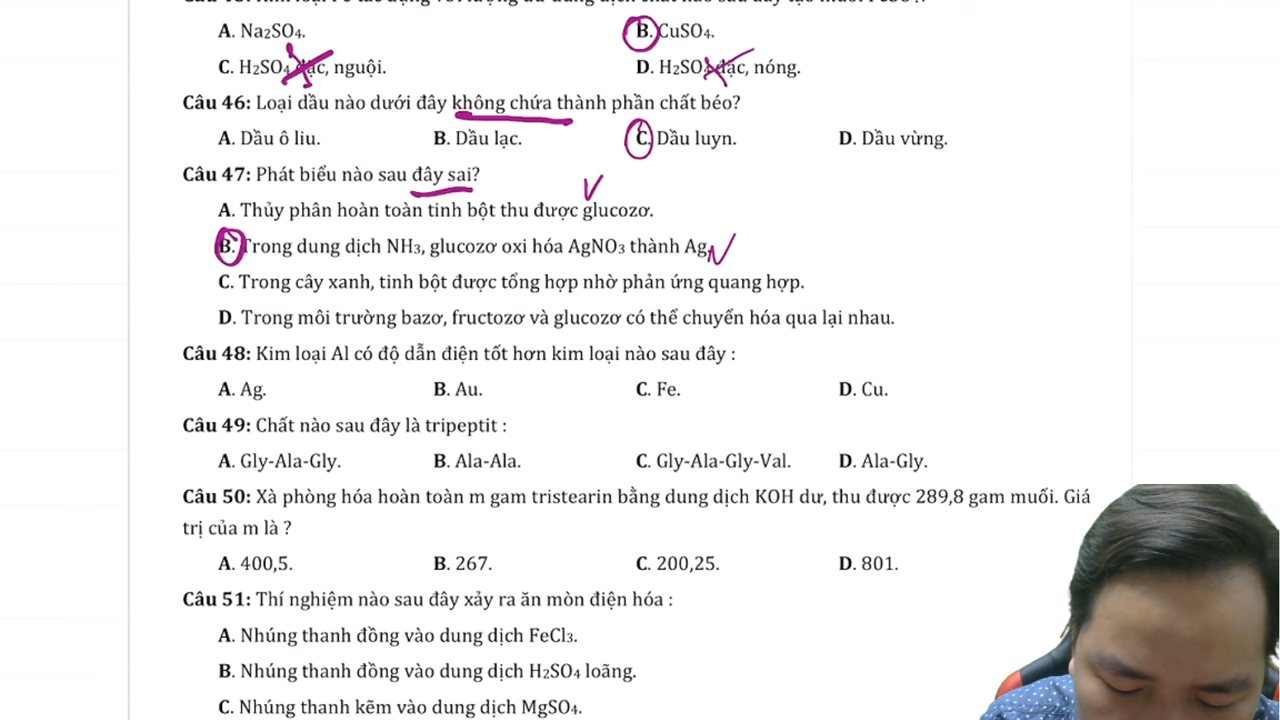 A. Na₂SO₄.
B. CuSO₄.
C. H₂SO₄ đặc, nguội.
D. H₂SO₄ đặc, nóng.
Câu 46: Loại dầu nào dưới đây không chứa thành phần chất béo?
A. Dầu ô liu.
B. Dầu lạc.
C. Dầu luyn.
D. Dầu vừng.
Câu 47: Phát biểu nào sau đây sai?
A. Thủy phân hoàn toàn tinh bột thu được glucozơ.
B. Trong dung dịch NH₃, glucozơ oxi hóa AgNO₃ thành Ag.
C. Trong cây xanh, tinh bột được tổng hợp nhờ phản ứng quang hợp.
D. Trong môi trường bazơ, fructozơ và glucozơ có thể chuyển hóa qua lại nhau.
Câu 48: Kim loại Al có độ dẫn điện tốt hơn kim loại nào sau đây :
A. Ag.
B. Au.
C. Fe.
D. Cu.
Câu 49: Chất nào sau đây là tripeptit :
A. Gly-Ala-Gly.
B. Ala-Ala.
C. Gly-Ala-Gly-Val.
D. Ala-Gly.
Câu 50: Xà phòng hóa hoàn toàn m gam tristearin bằng dung dịch KOH dư, thu được 289,8 gam muối. Giá
trị của m là ?
A. 400,5.
B. 267.
C. 200,25.
D. 801.
Câu 51: Thí nghiệm nào sau đây xảy ra ăn mòn điện hóa :
A. Nhúng thanh đồng vào dung dịch FeCl₃.
B. Nhúng thanh đồng vào dung dịch H₂SO₄ loãng.
C. Nhúng thanh kẽm vào dung dịch MgSO₄.